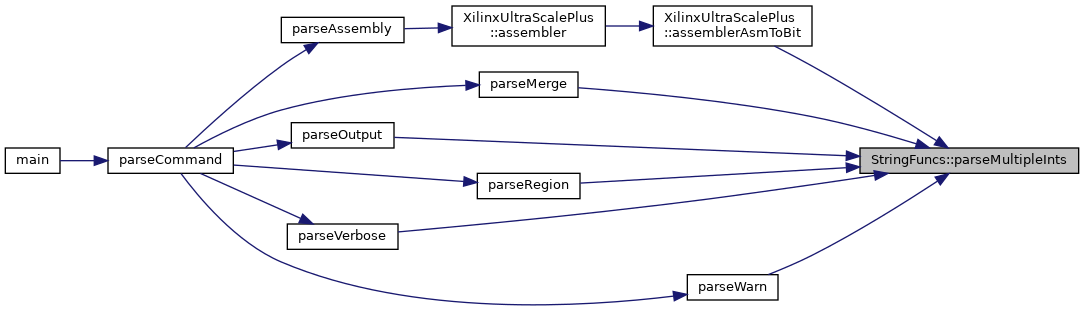 main
parseCommand
parseAssembly
XilinxUltraScalePlus
::assembler
XilinxUltraScalePlus
::assemblerAsmToBit
parseMerge
parseOutput
parseRegion
parseVerbose
parseWarn
StringFuncs::parseMultipleInts